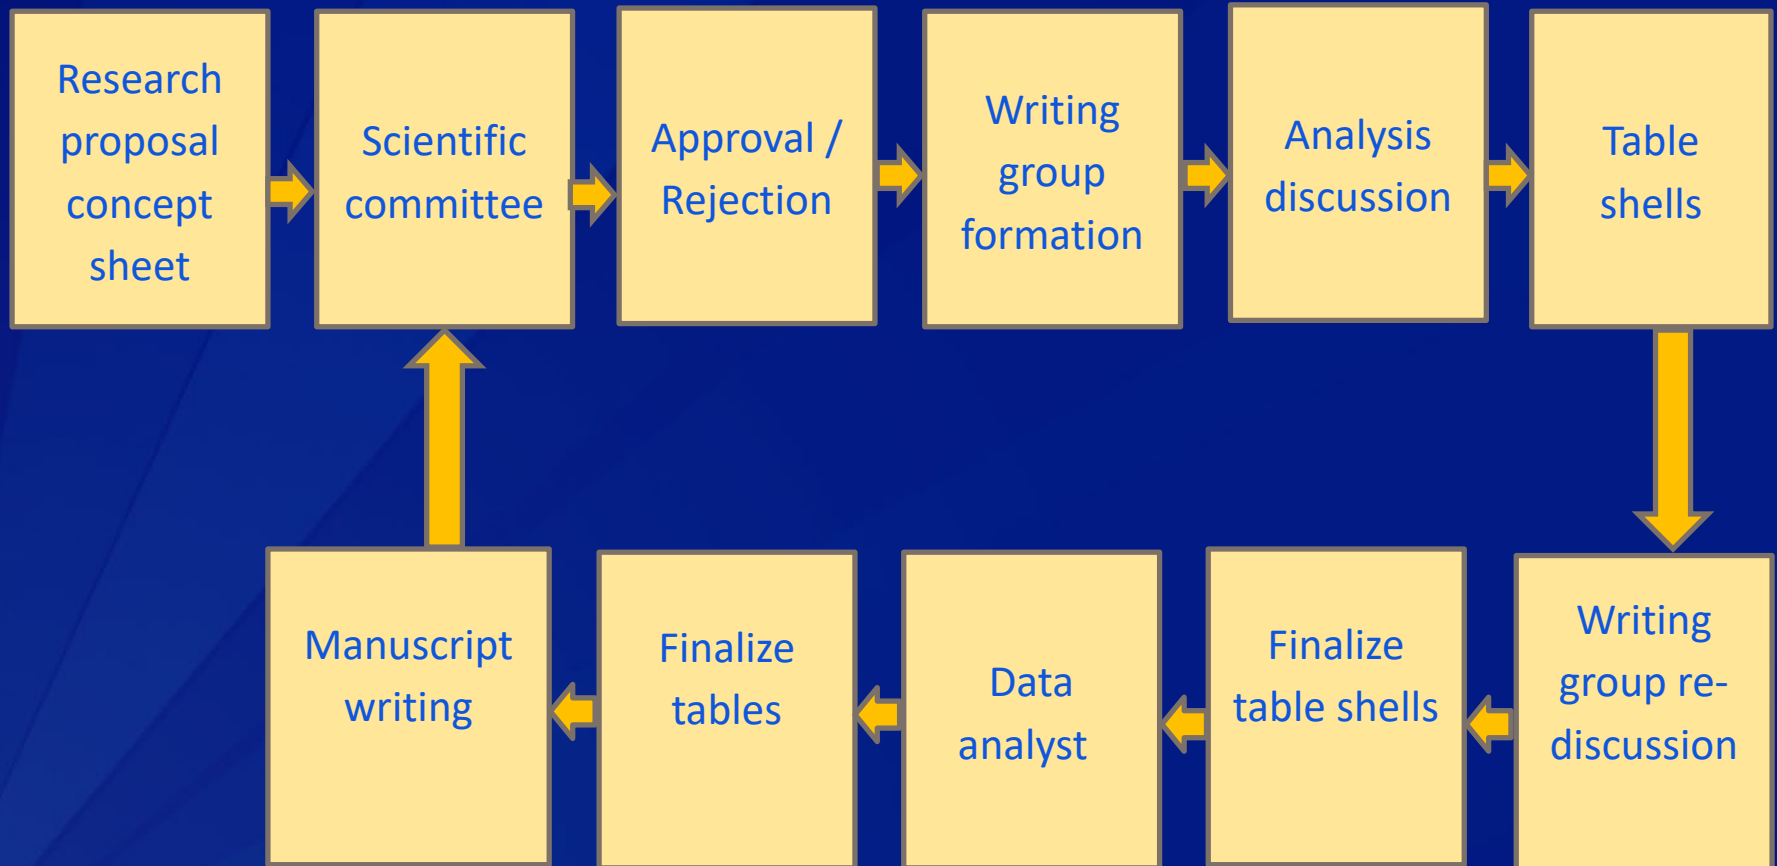 Research
proposal
concept
sheet
Scientific
committee
Approval /
Rejection
Writing
group
formation
Analysis
discussion
Table
shells
Writing
group re-
discussion
Finalize
table shells
Data
analyst
Finalize
tables
Manuscript
writing